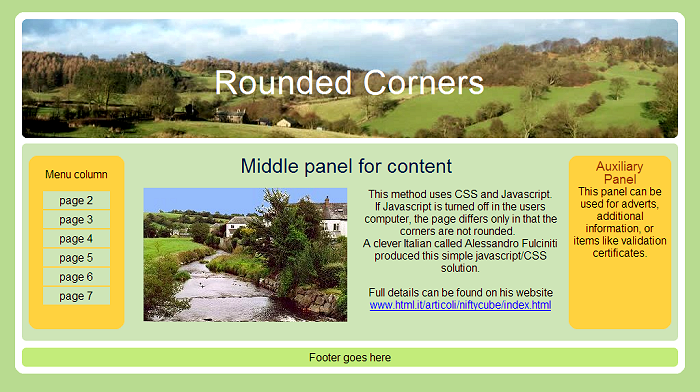 Rounded Corners
Menu column
page 2
page 3
page 4
page 5
page 6
page 7
Middle panel for content
This method uses CSS and Javascript.
If Javascript is turned off in the users
computer, the page differs only in that the
corners are not rounded.
A clever Italian called Alessandro Fulciniti
produced this simple javascript/CSS
solution.
Full details can be found on his website
www.html.it/articoli/niftycube/index.html
Auxiliary
Panel
This panel can be
used for adverts,
additional
information, or
items like validation
certificates.
Footer goes here